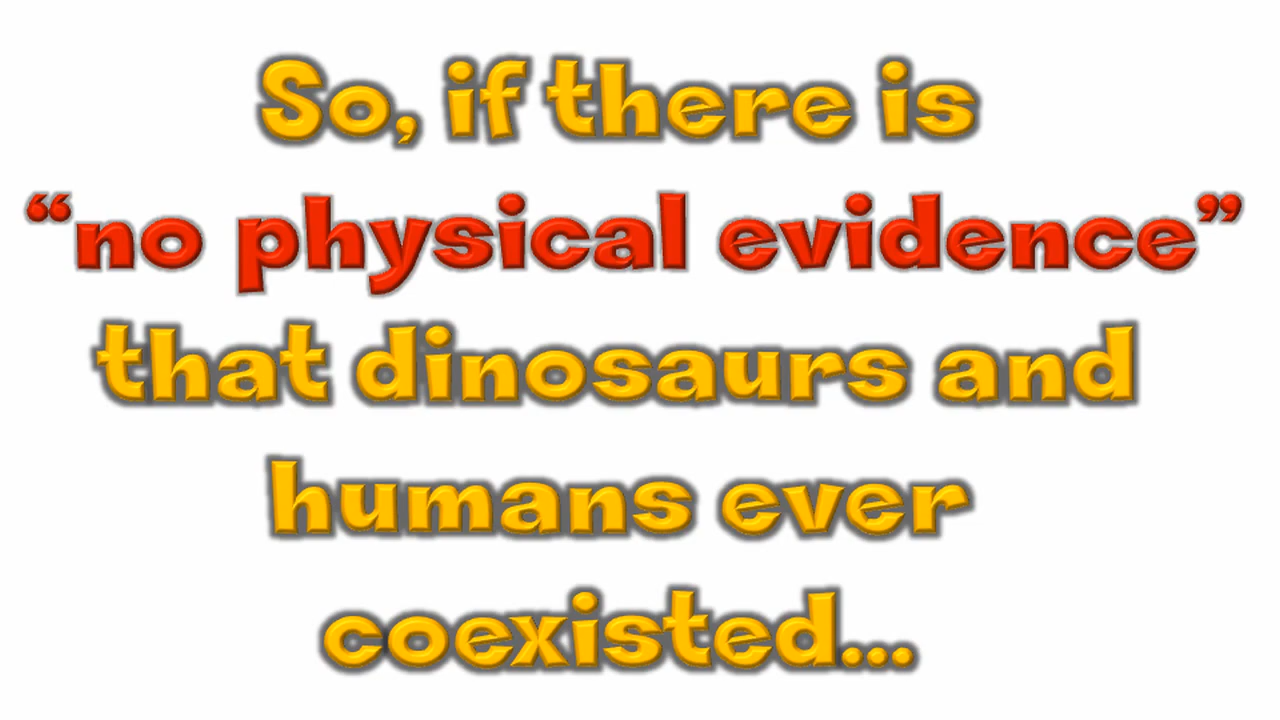 So, if there is
“no physical evidence”
that dinosaurs and
humans ever
coexisted...